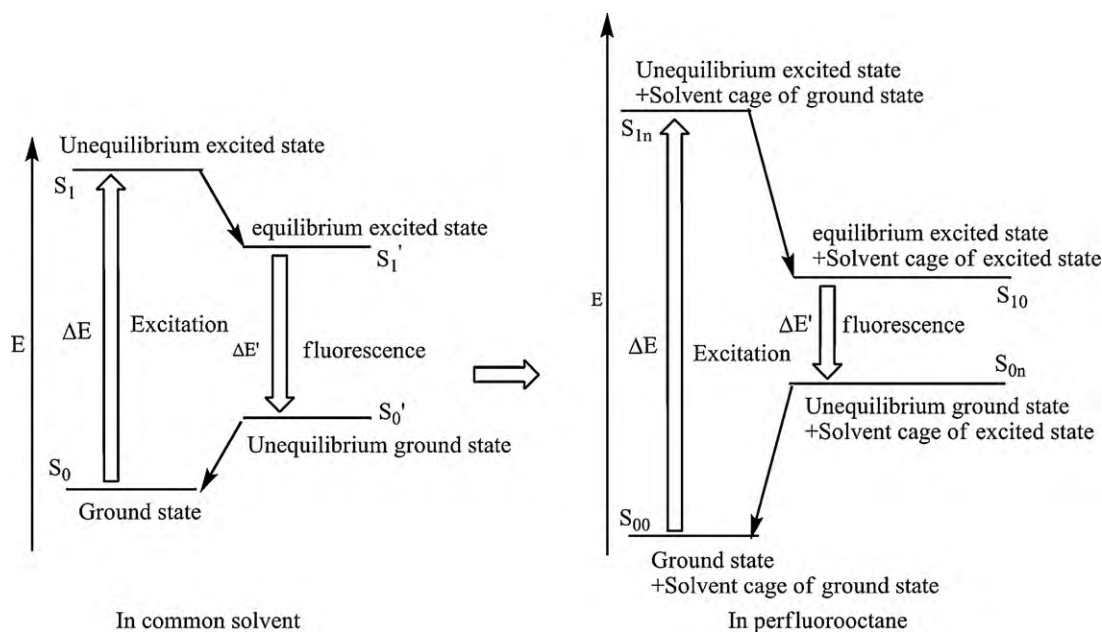 Unequilibrium excited state
S1
equilibrium excited state
S1'
E
ΔE
Excitation
ΔE'
fluorescence
S0'
Unequilibrium ground state
S0
Ground state
In common solvent
Unequilibrium excited state
+Solvent cage of ground state
S1n
equilibrium excited state
+Solvent cage of excited state
S10
E
ΔE
Excitation
ΔE'
fluorescence
S0n
Unequilibrium ground state
+Solvent cage of excited state
S00
Ground state
+Solvent cage of ground state
In perfluorooctane